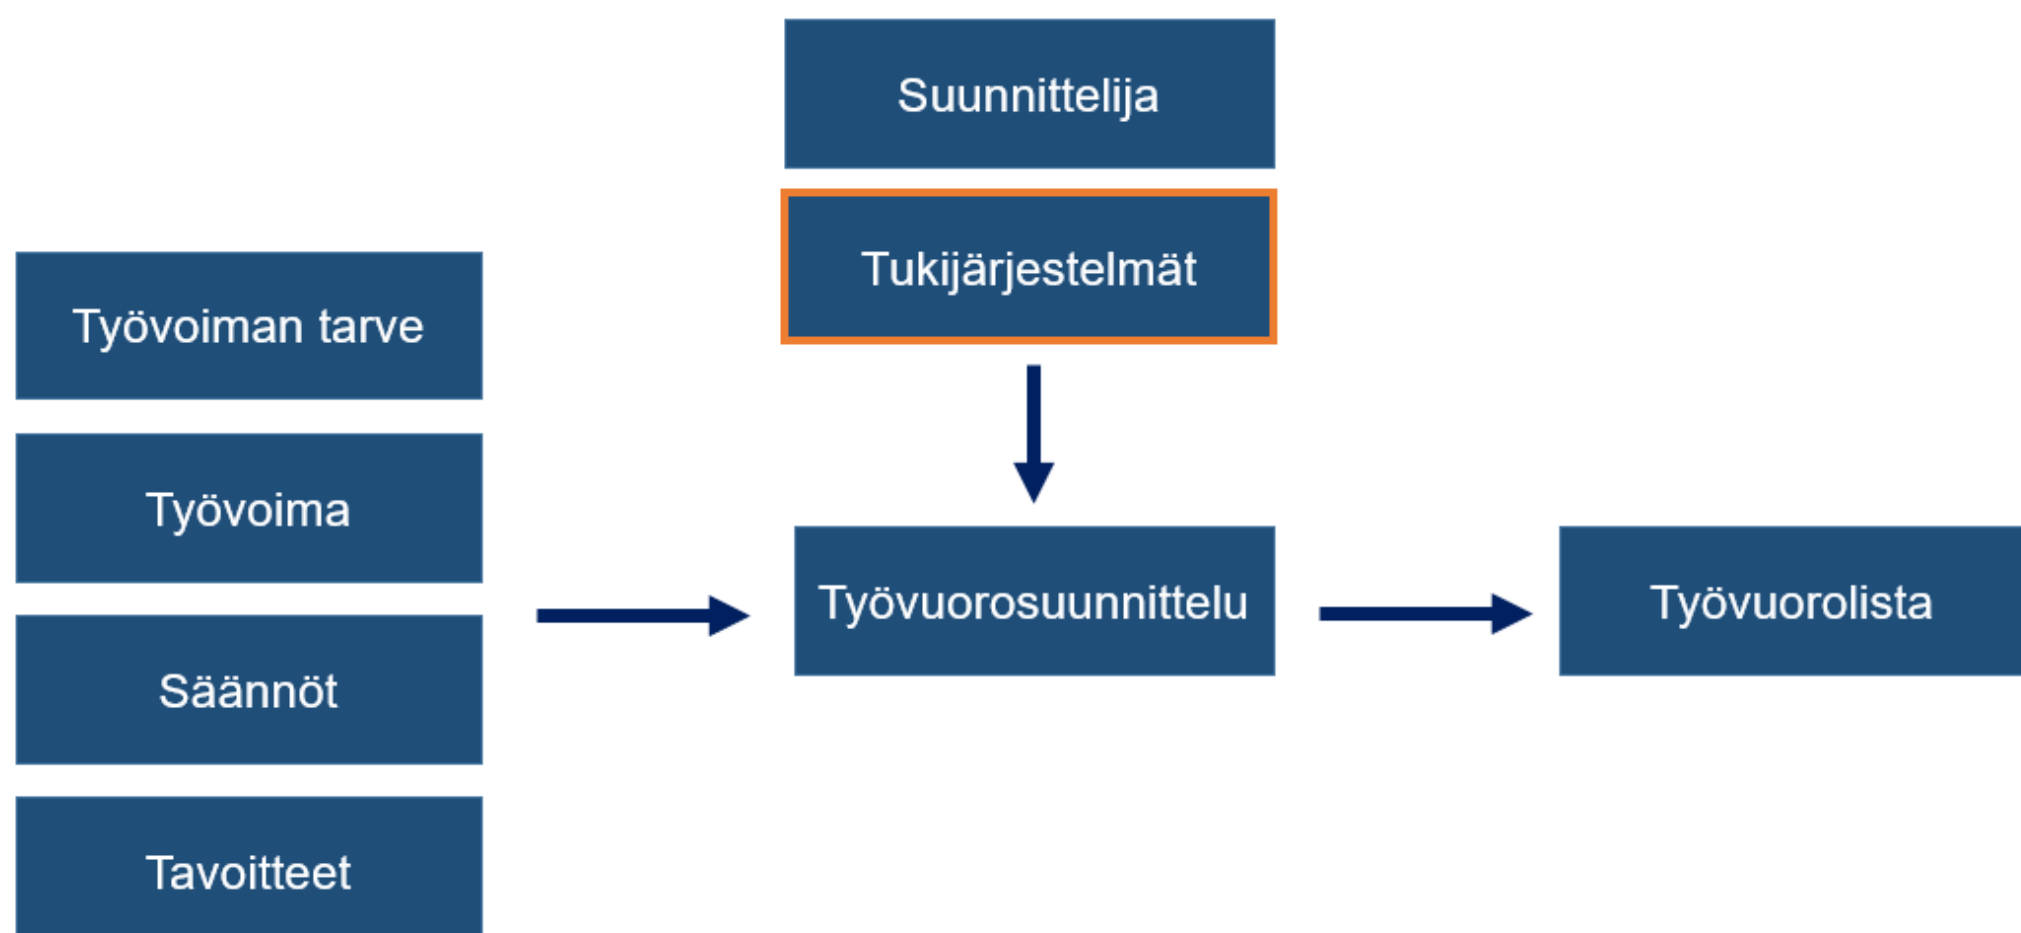 Suunnittelija
Tukijärjestelmät
Työvoiman tarve
Työvoima
Säännöt
Tavoitteet
Työvuorosuunnittelu
Työvuorolista